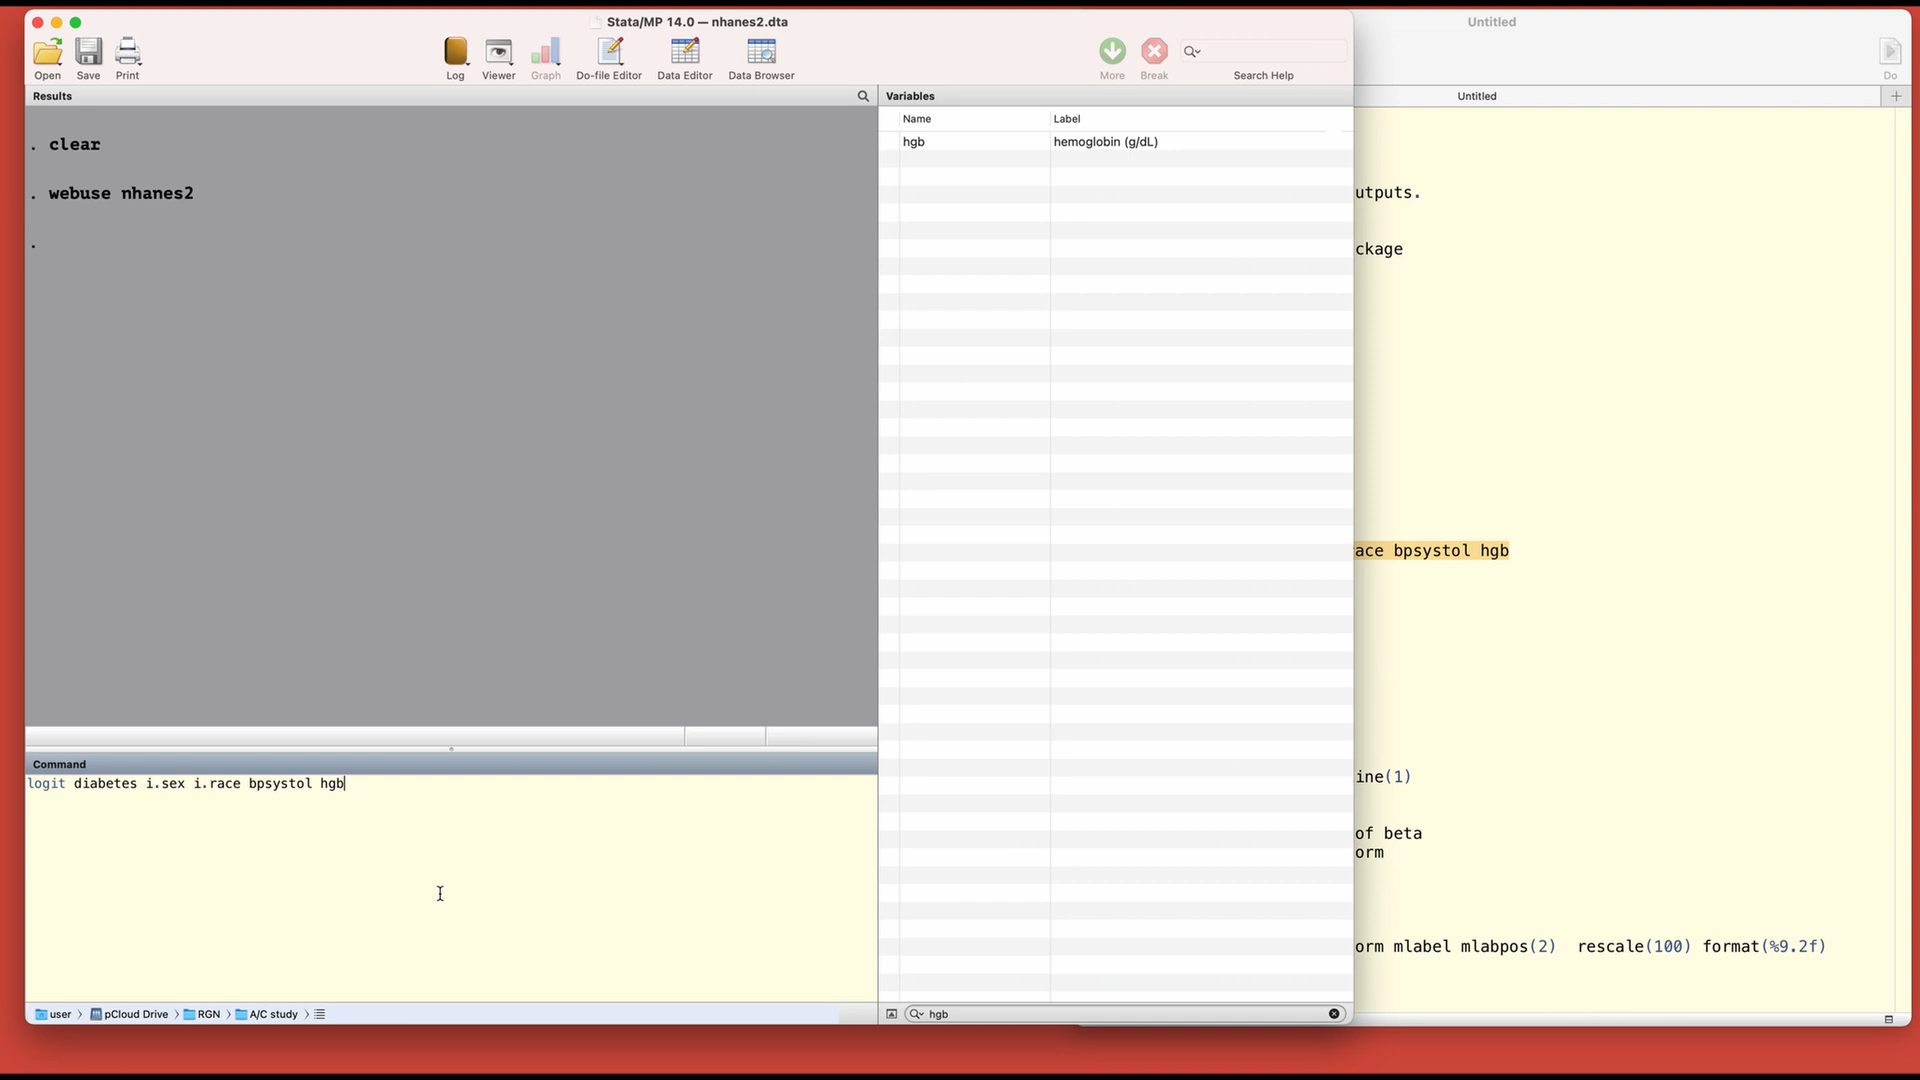 Stata/MP 14.0 — nhanes2.dta
Untitled
Open Save Print Log Viewer Graph Do-file Editor Data Editor Data Browser More Break Search Help
Do
Results
Variables
Untitled
Name Label
hgb hemoglobin (g/dL)
. clear
. webuse nhanes2
.
utputs.
ckage
ace bpsystol hgb
ine(1)
of beta
orm
orm mlabel mlabpos(2) rescale(100) format(%9.2f)
Command
logit diabetes i.sex i.race bpsystol hgb
user pCloud Drive RGN A/C study
hgb